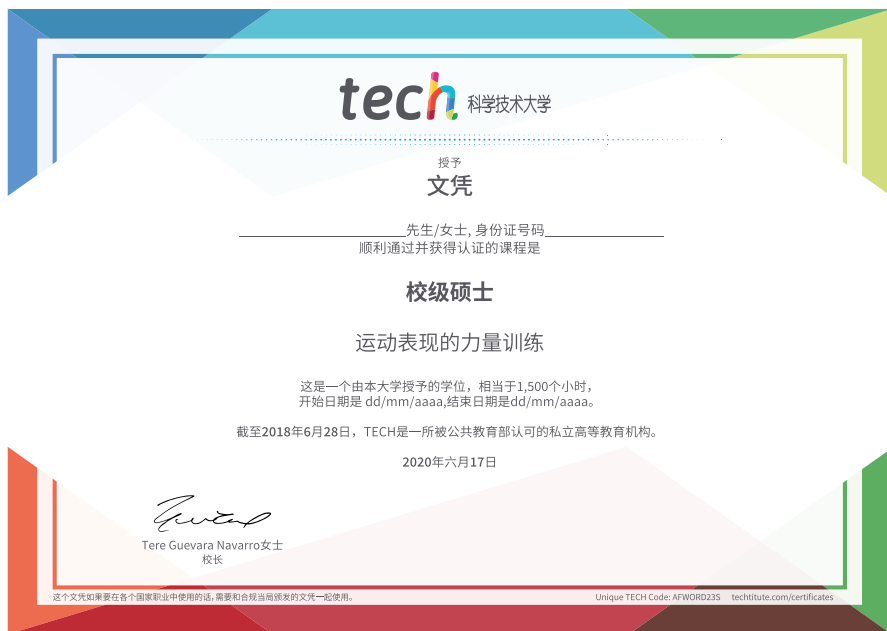 tech 科学技术大学
授予
文凭
先生/女士, 身份证号码
顺利通过并获得认证的课程是
校级硕士
运动表现的力量训练
这是一个由本大学授予的学位，相当于1,500个小时，
开始日期是 dd/mm/aaaa,结束日期是dd/mm/aaaa。
截至2018年6月28日，TECH是一所被公共教育部认可的私立高等教育机构。
2020年六月17日
Tere Guevara Navarro女士
校长
这个文凭如果要在各个国家职业中使用的话,需要和合规当局颁发的文凭一起使用。
Unique TECH Code: AFWORD23S techtitute.com/certificates